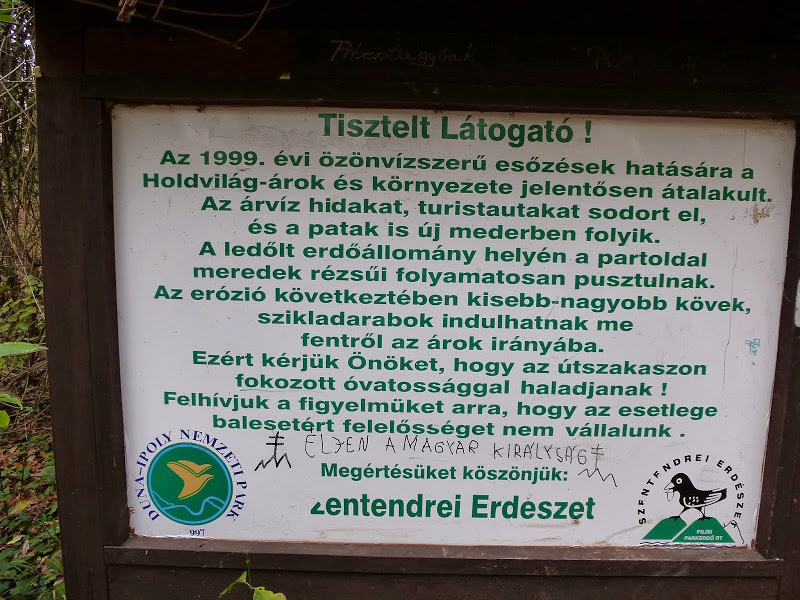 Tisztelt Látogató !
Az 1999. évi özönvízszerű esőzések hatására a
Holdvilág-árok és környezete jelentősen átalakult.
Az árvíz hidakat, turistautakat sodort el,
és a patak is új mederben folyik.
A ledőlt erdőállomány helyén a partoldal
meredek rézsűi folyamatosan pusztulnak.
Az erózió következtében kisebb-nagyobb kövek,
szikladarabok indulhatnak me
fentről az árok irányába.
Ezért kérjük Önöket, hogy az útszakaszon
fokozott óvatossággal haladjanak !
Felhívjuk a figyelmüket arra, hogy az esetlege
balesetért felelősséget nem vállalunk .
ÉLJEN A MAGYAR KIRÁLYSÁG
Megértésüket köszönjük:
zentendrei Erdeszet
DUNA-IPOLY NEMZETI PARK
997
SZENTENDREI ERDÉSZET
PILISI
PARKERDŐ RT